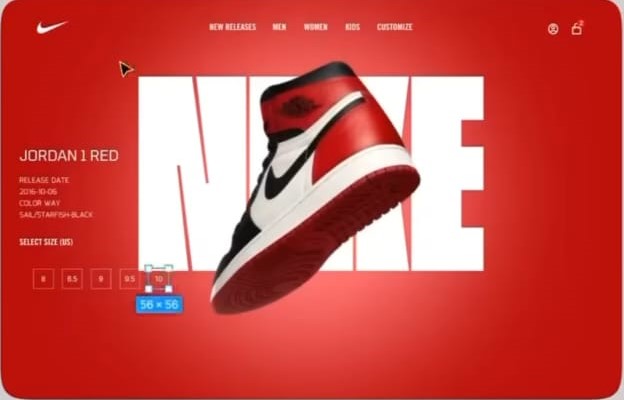 NEW RELEASES MEN WOMEN KIDS CUSTOMIZE
NIKE
JORDAN 1 RED
RELEASE DATE
2016-10-06
COLOR WAY
SAIL/STARFISH-BLACK
SELECT SIZE (US)
8 8.5 9 9.5 10
56 × 56